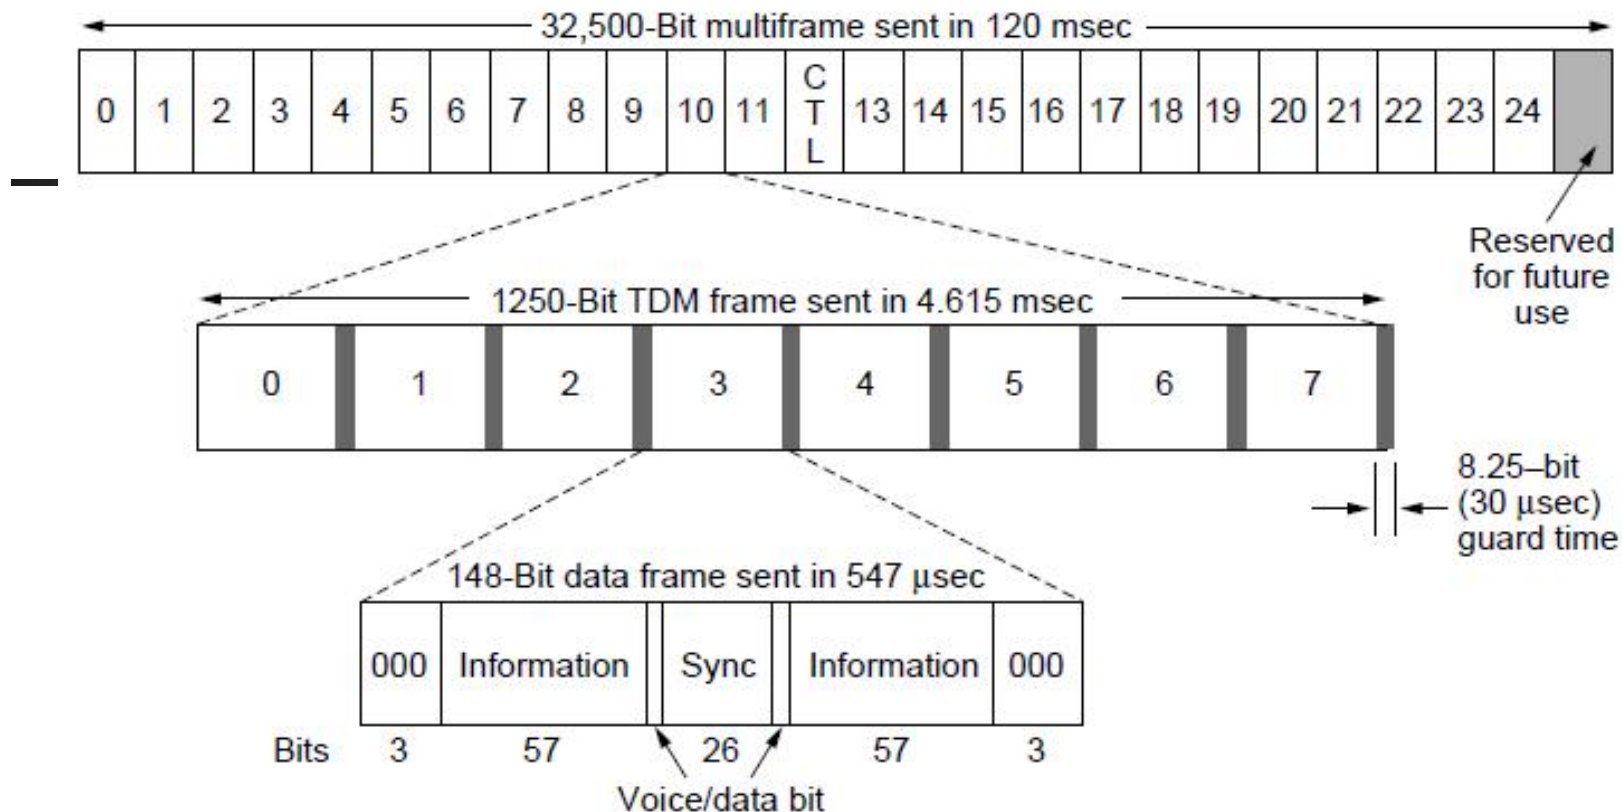 32,500-Bit multiframe sent in 120 msec
0 1 2 3 4 5 6 7 8 9 10 11 CTL 13 14 15 16 17 18 19 20 21 22 23 24
Reserved
for future
use
1250-Bit TDM frame sent in 4.615 msec
0 1 2 3 4 5 6 7
8.25–bit
(30 μsec)
guard time
148-Bit data frame sent in 547 μsec
000 Information Sync Information 000
Bits 3 57 26 57 3
Voice/data bit